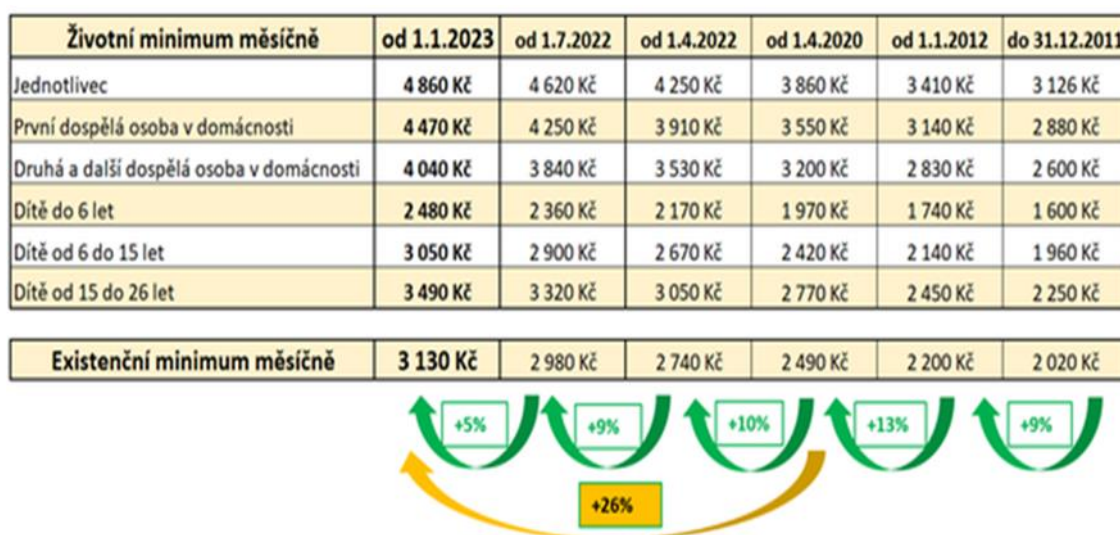 Životní minimum měsíčně od 1.1.2023 od 1.7.2022 od 1.4.2022 od 1.4.2020 od 1.1.2012 do 31.12.2011
Jednotlivec 4 860 Kč 4 620 Kč 4 250 Kč 3 860 Kč 3 410 Kč 3 126 Kč
První dospělá osoba v domácnosti 4 470 Kč 4 250 Kč 3 910 Kč 3 550 Kč 3 140 Kč 2 880 Kč
Druhá a další dospělá osoba v domácnosti 4 040 Kč 3 840 Kč 3 530 Kč 3 200 Kč 2 830 Kč 2 600 Kč
Dítě do 6 let 2 480 Kč 2 360 Kč 2 170 Kč 1 970 Kč 1 740 Kč 1 600 Kč
Dítě od 6 do 15 let 3 050 Kč 2 900 Kč 2 670 Kč 2 420 Kč 2 140 Kč 1 960 Kč
Dítě od 15 do 26 let 3 490 Kč 3 320 Kč 3 050 Kč 2 770 Kč 2 450 Kč 2 250 Kč
Existenční minimum měsíčně 3 130 Kč 2 980 Kč 2 740 Kč 2 490 Kč 2 200 Kč 2 020 Kč
+5% +9% +10% +13% +9%
+26%